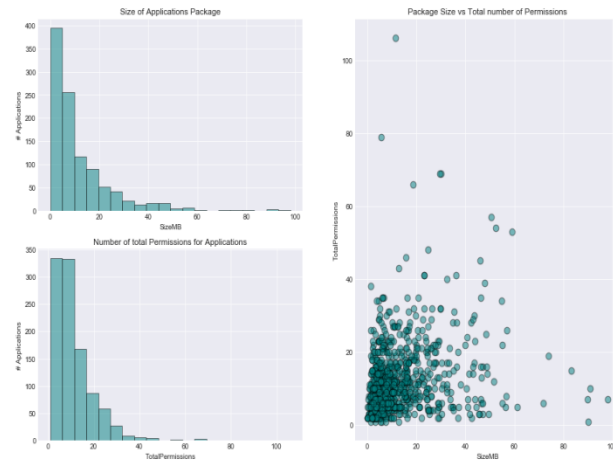 Size of Applications Package
400
350
300
250
200
150
100
50
0
# Applications
0 20 40 60 80 100
SizeMB
Number of total Permissions for Applications
350
300
250
200
150
100
50
0
# Applications
0 20 40 60 80 100
TotalPermissions
Package Size vs Total number of Permissions
100
80
60
40
20
0
TotalPermissions
0 20 40 60 80 100
SizeMB